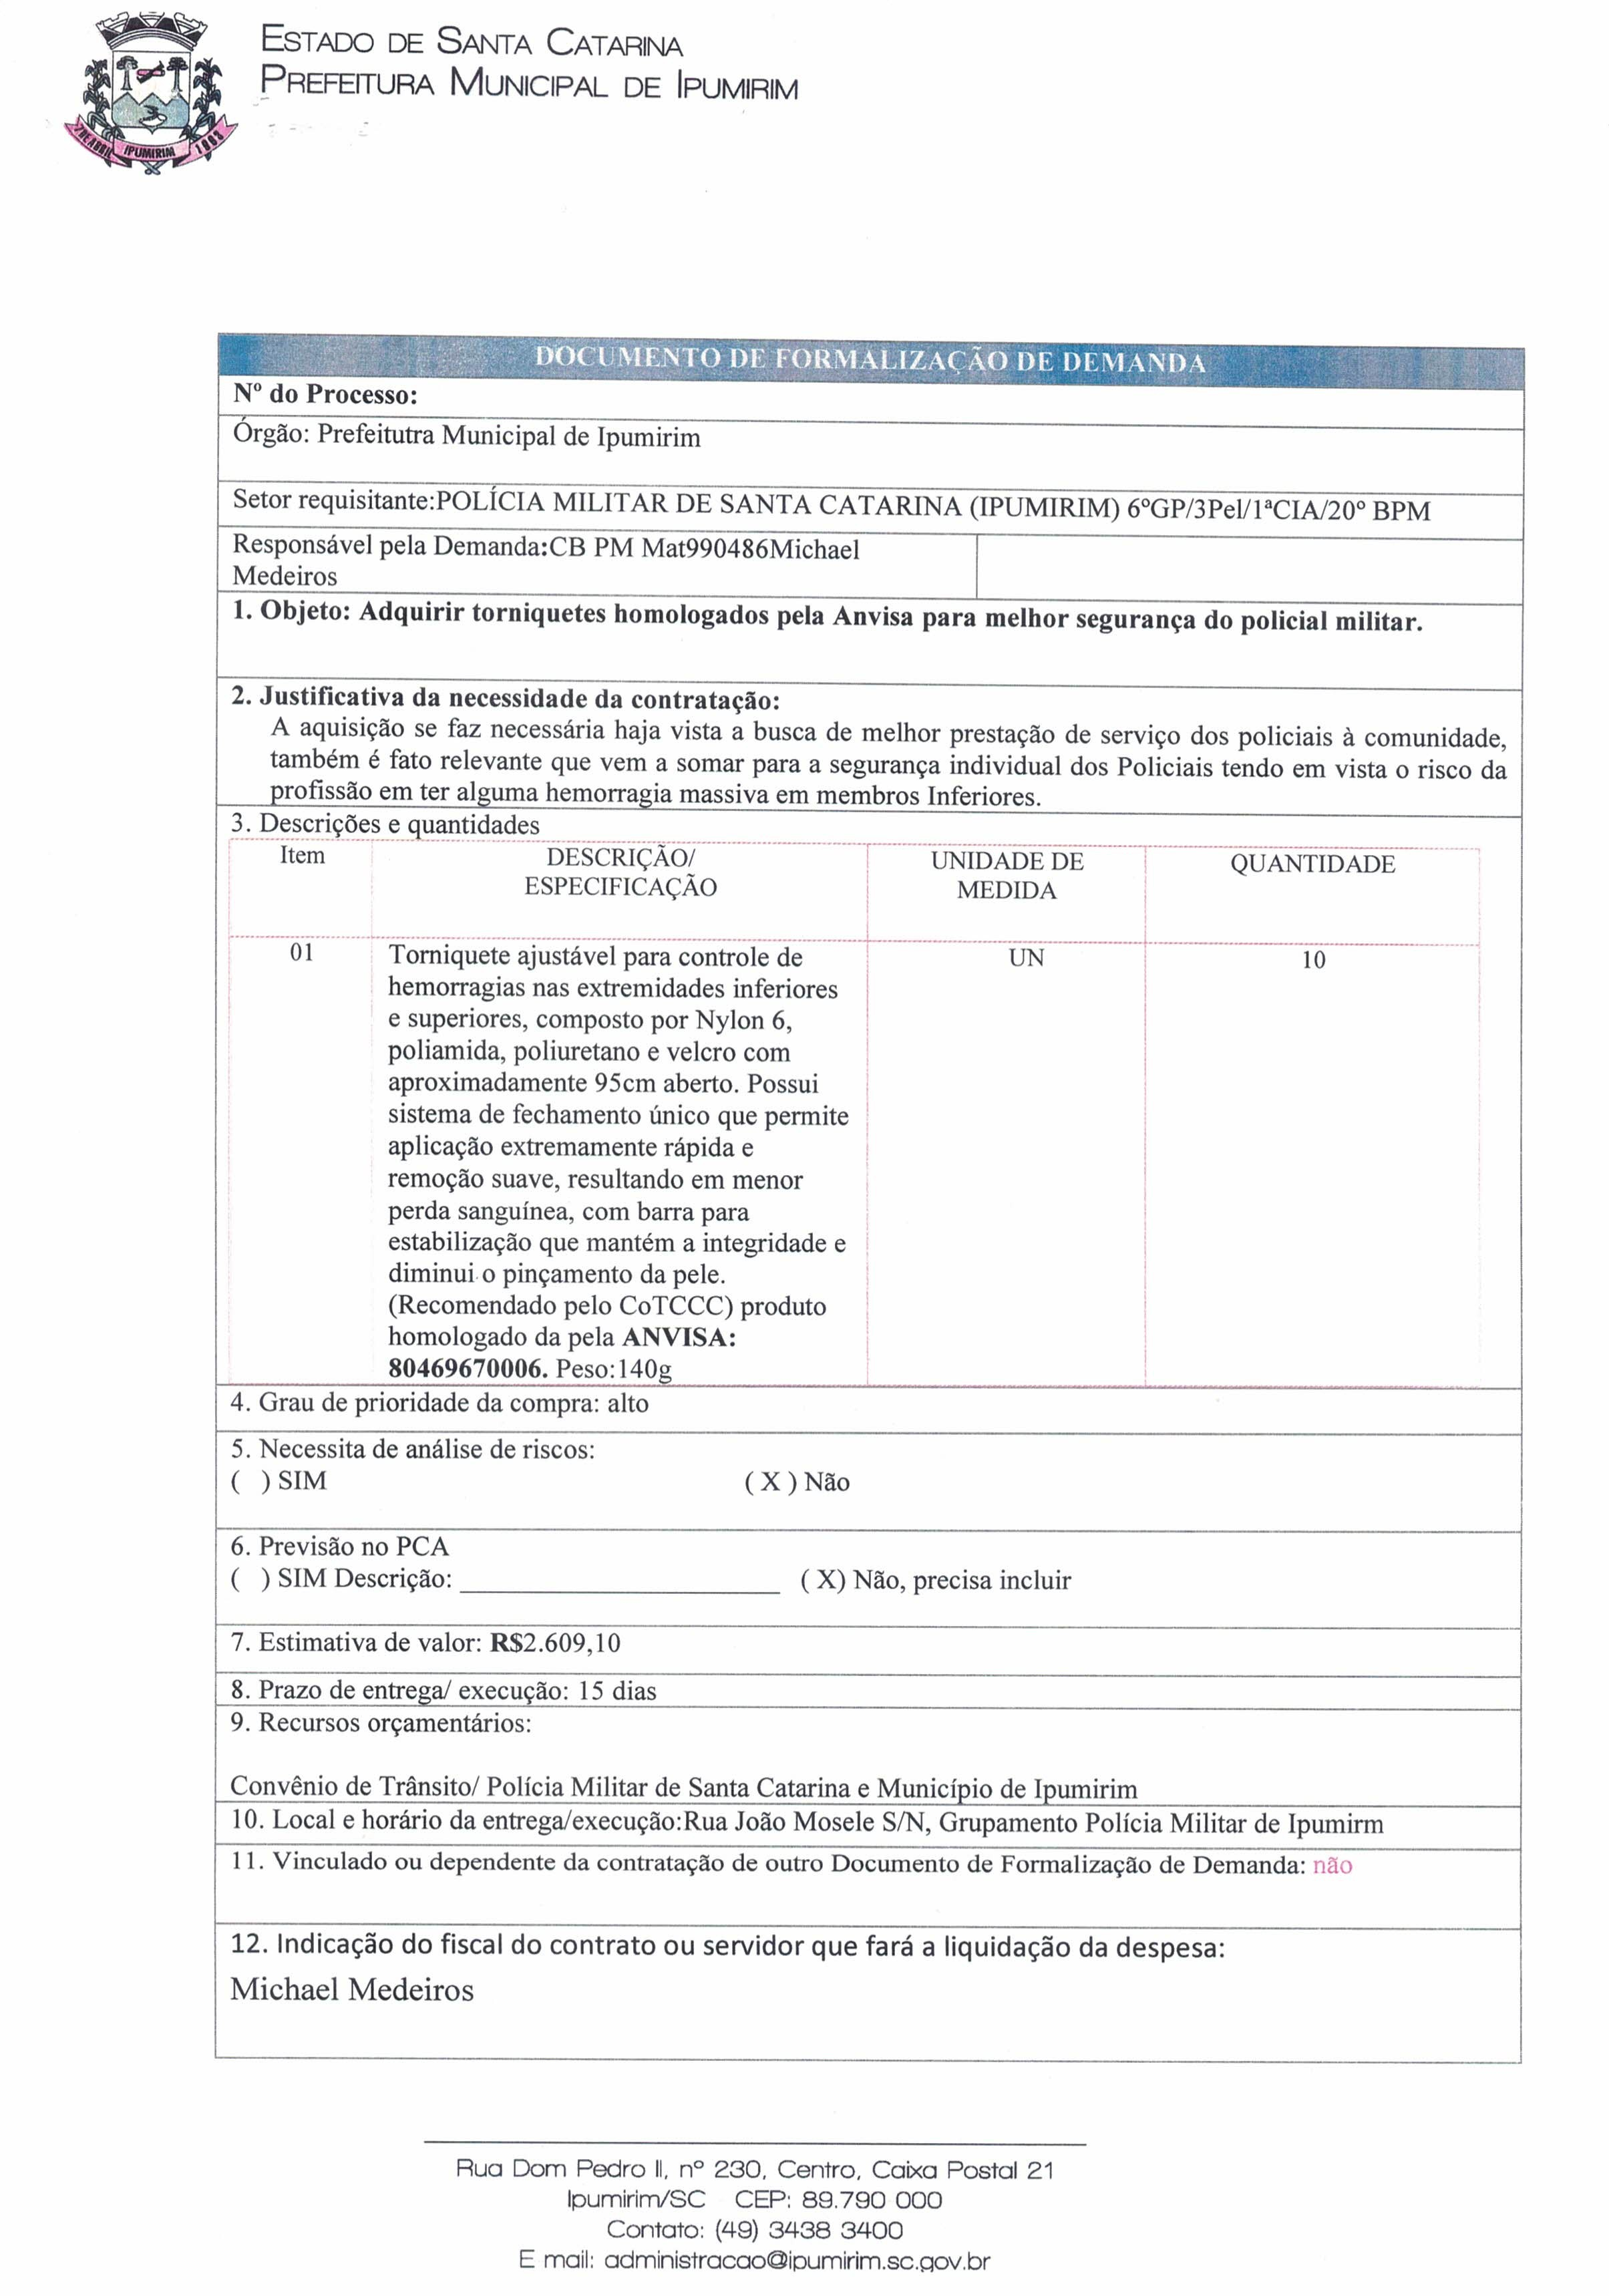 ESTADO DE SANTA CATARINA
PREFEITURA MUNICIPAL DE IPUMIRIM
IPUMIRIM
DOCUMENTO DE FORMALIZAÇÃO DE DEMANDA
Nº do Processo:
Órgão: Prefeitutra Municipal de Ipumirim
Setor requisitante:POLÍCIA MILITAR DE SANTA CATARINA (IPUMIRIM) 6ºGP/3Pel/1ªCIA/20º BPM
Responsável pela Demanda:CB PM Mat990486Michael
Medeiros
1. Objeto: Adquirir torniquetes homologados pela Anvisa para melhor segurança do policial militar.
2. Justificativa da necessidade da contratação:
A aquisição se faz necessária haja vista a busca de melhor prestação de serviço dos policiais à comunidade,
também é fato relevante que vem a somar para a segurança individual dos Policiais tendo em vista o risco da
profissão em ter alguma hemorragia massiva em membros Inferiores.
3. Descrições e quantidades
Item DESCRIÇÃO/ UNIDADE DE QUANTIDADE
ESPECIFICAÇÃO MEDIDA
01 Torniquete ajustável para controle de UN 10
hemorragias nas extremidades inferiores
e superiores, composto por Nylon 6,
poliamida, poliuretano e velcro com
aproximadamente 95cm aberto. Possui
sistema de fechamento único que permite
aplicação extremamente rápida e
remoção suave, resultando em menor
perda sanguínea, com barra para
estabilização que mantém a integridade e
diminui o pinçamento da pele.
(Recomendado pelo CoTCCC) produto
homologado da pela ANVISA:
80469670006. Peso:140g
4. Grau de prioridade da compra: alto
5. Necessita de análise de riscos:
( ) SIM ( X ) Não
6. Previsão no PCA
( ) SIM Descrição: ______________________ ( X) Não, precisa incluir
7. Estimativa de valor: R$2.609,10
8. Prazo de entrega/ execução: 15 dias
9. Recursos orçamentários:
Convênio de Trânsito/ Polícia Militar de Santa Catarina e Município de Ipumirim
10. Local e horário da entrega/execução:Rua João Mosele S/N, Grupamento Polícia Militar de Ipumirm
11. Vinculado ou dependente da contratação de outro Documento de Formalização de Demanda: não
12. Indicação do fiscal do contrato ou servidor que fará a liquidação da despesa:
Michael Medeiros
Rua Dom Pedro II, nº 230, Centro, Caixa Postal 21
Ipumirim/SC CEP: 89.790 000
Contato: (49) 3438 3400
E mail: administracao@ipumirim.sc.gov.br